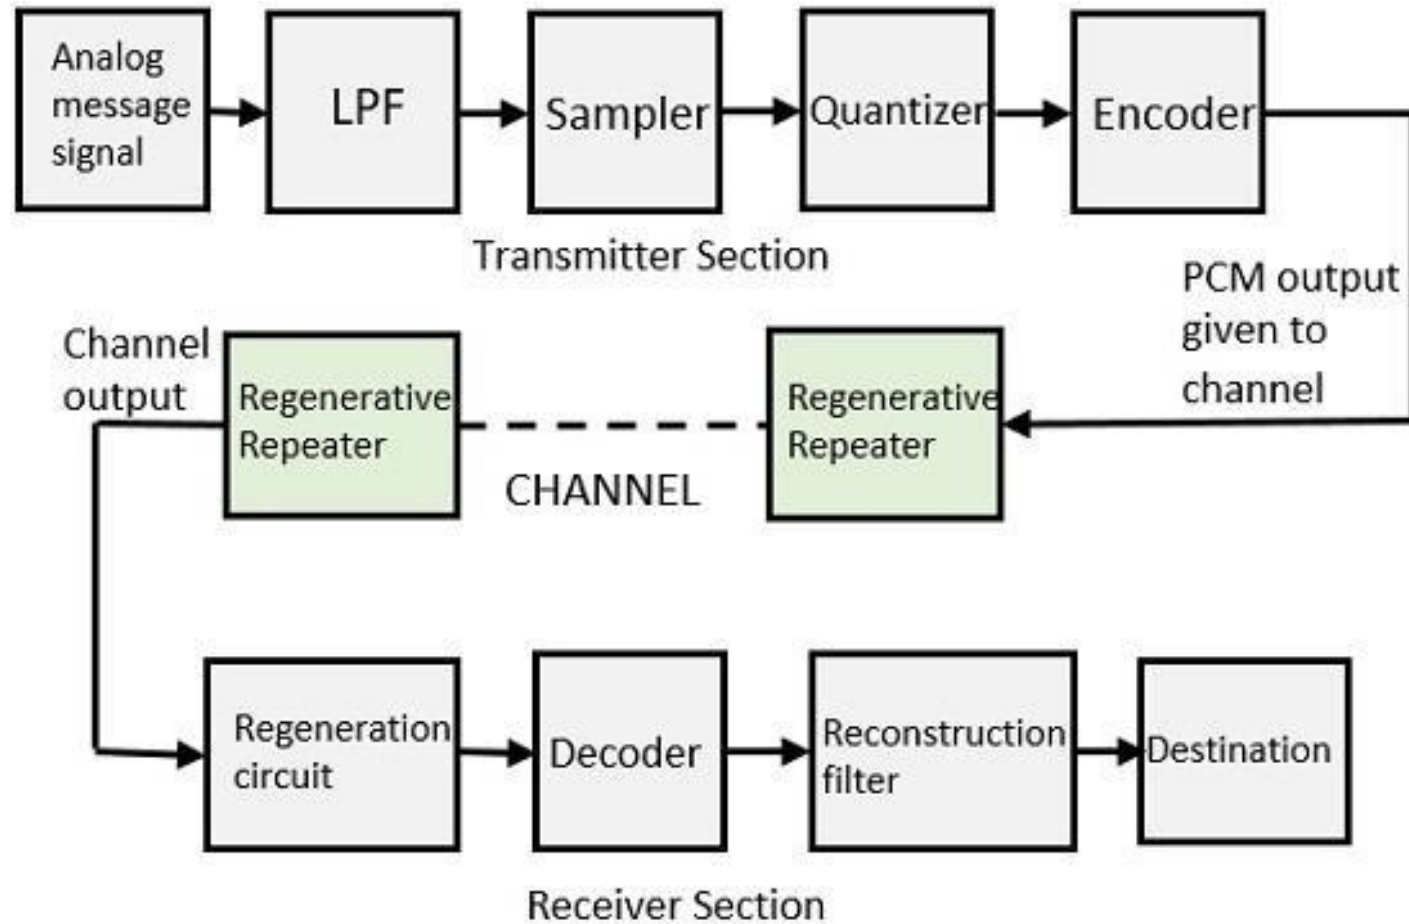 Analog
message
signal
LPF
Sampler
Quantizer
Encoder
Transmitter Section
PCM output
given to
channel
Channel
output
Regenerative
Repeater
CHANNEL
Regenerative
Repeater
Regeneration
circuit
Decoder
Reconstruction
filter
Destination
Receiver Section